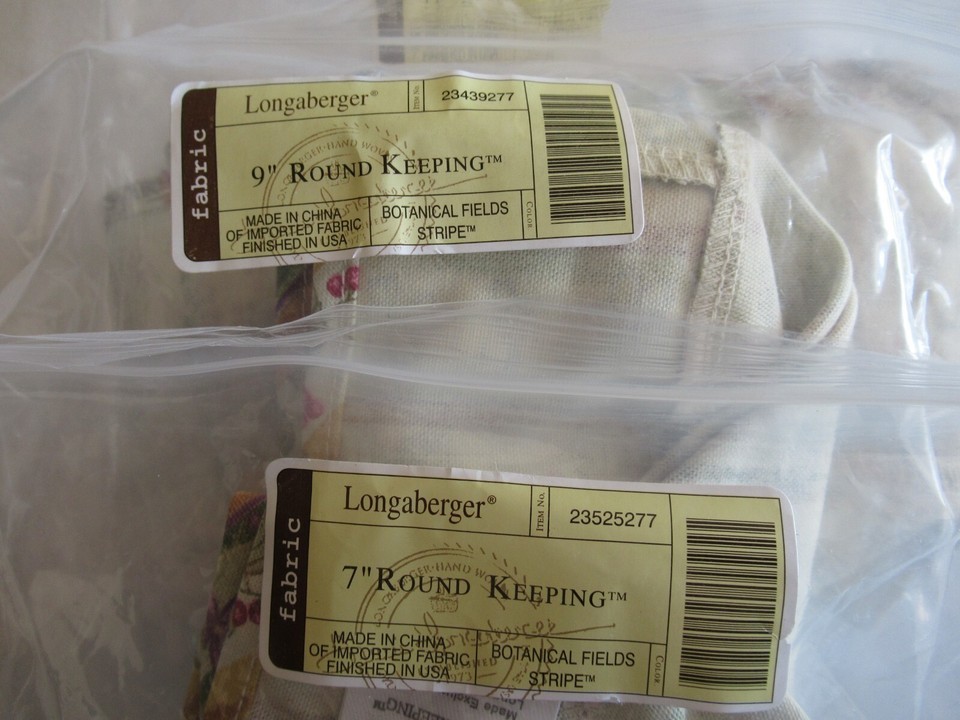 fabric
Longaberger®
Item No.
23439277
9" Round Keeping™
MADE IN CHINA
OF IMPORTED FABRIC
FINISHED IN USA
BOTANICAL FIELDS
STRIPE™
Color
fabric
Longaberger®
Item No.
23525277
7" Round Keeping™
MADE IN CHINA
OF IMPORTED FABRIC
FINISHED IN USA
BOTANICAL FIELDS
STRIPE™
Color